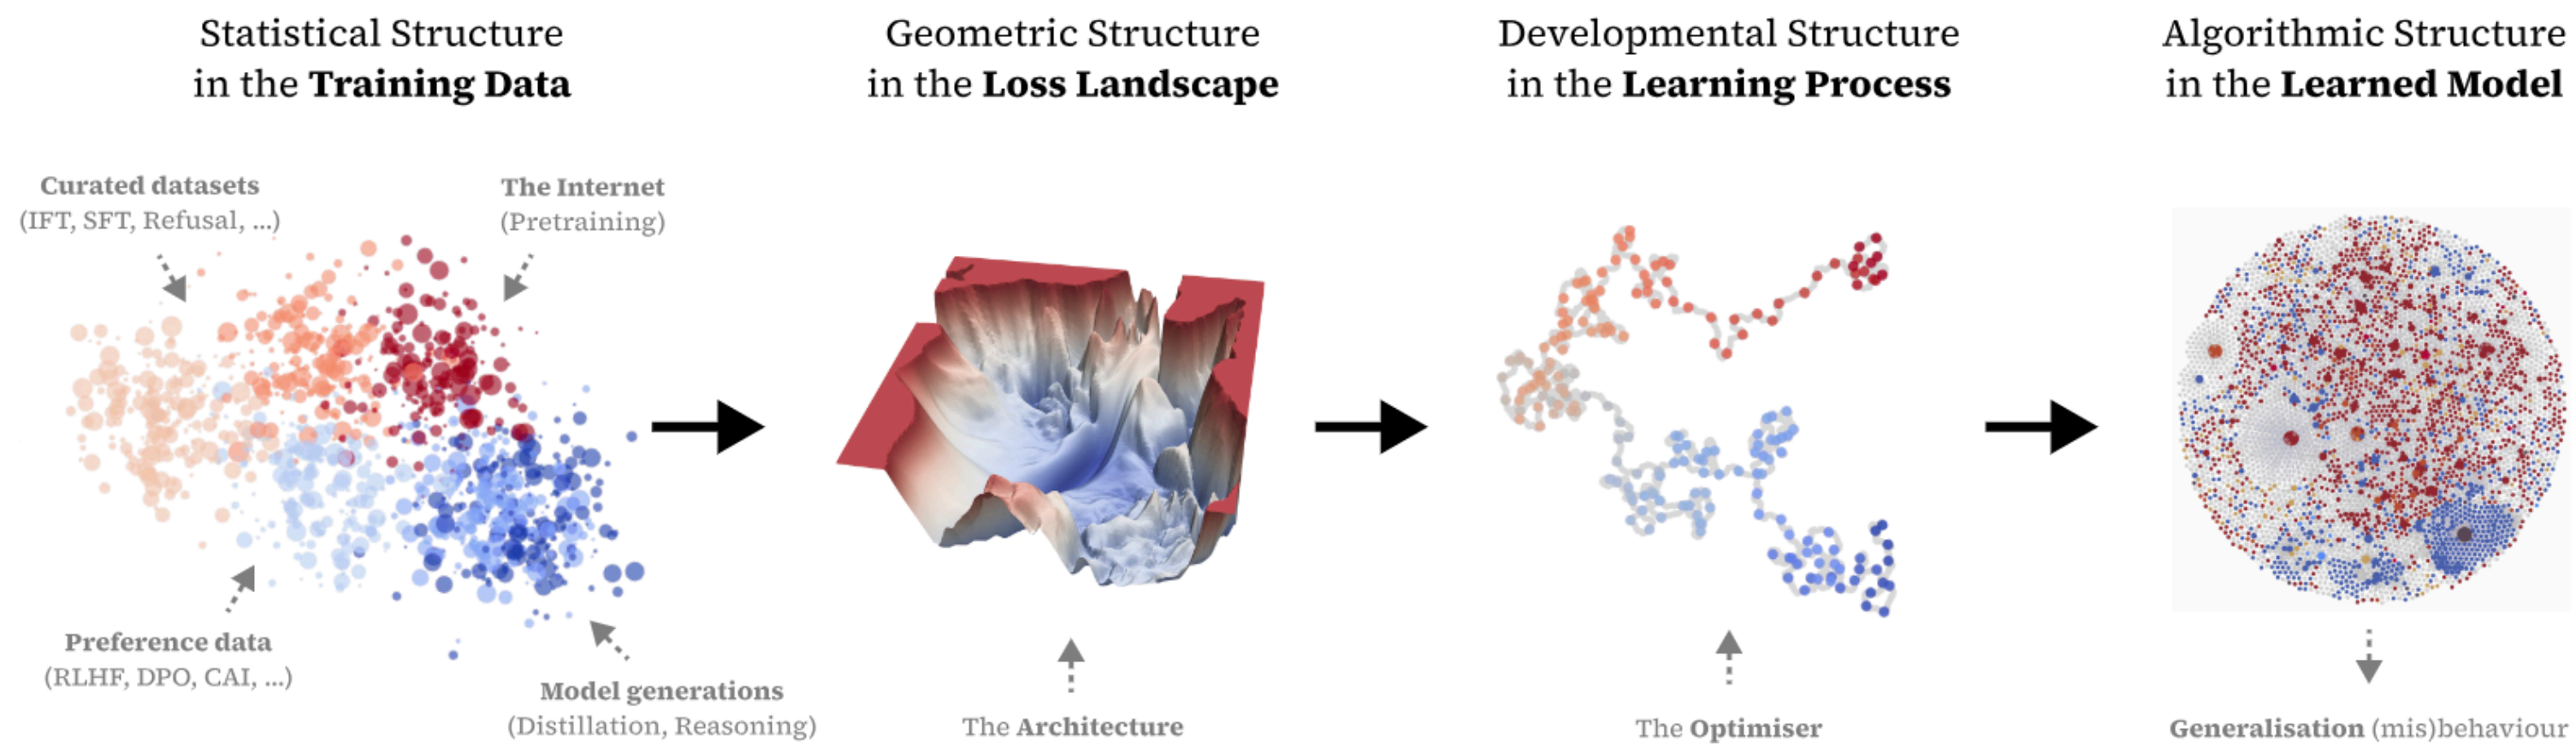 Statistical Structure
in the Training Data
Curated datasets
(IFT, SFT, Refusal, ...)
The Internet
(Pretraining)
Preference data
(RLHF, DPO, CAI, ...)
Model generations
(Distillation, Reasoning)
Geometric Structure
in the Loss Landscape
The Architecture
Developmental Structure
in the Learning Process
The Optimiser
Algorithmic Structure
in the Learned Model
Generalisation (mis)behaviour